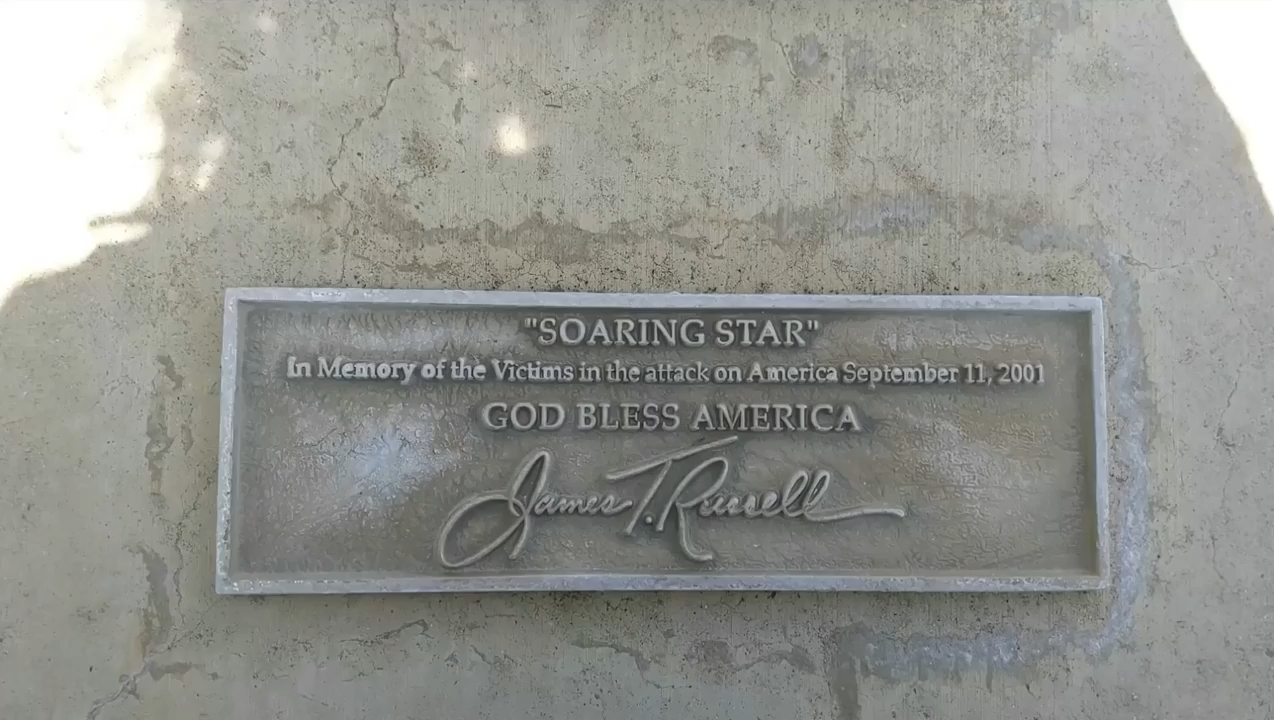 "SOARING STAR"
In Memory of the Victims in the attack on America September 11, 2001
GOD BLESS AMERICA
James T. Russell